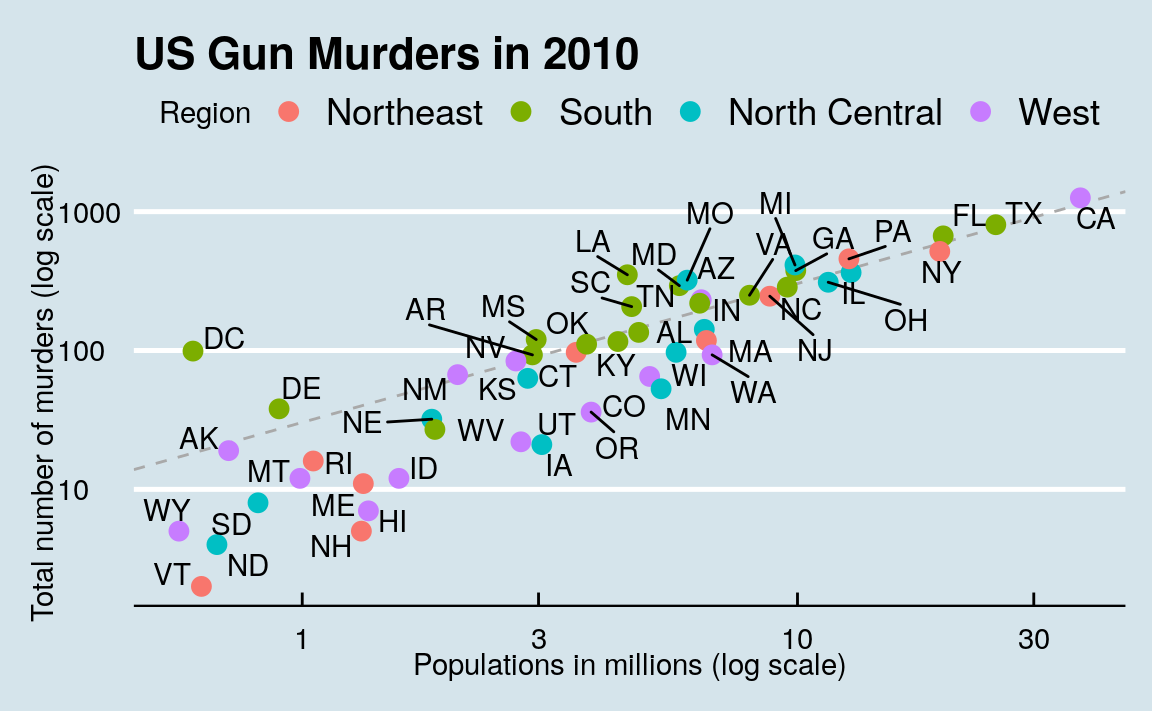 US Gun Murders in 2010
Region Northeast South North Central West
Total number of murders (log scale)
1000
100
10
MI
MO
FL TX
CA
LA MD VA GA PA
AZ
NY
SC TN
IL
AR MS OK IN NC
OH
DC
NV AL
MA NJ
KY
CT WI
DE NM KS WA
CO
NE WV UT MN
AK OR
MT RI ID IA
WY ME
SD HI
NH
VT ND
1 3 10 30
Populations in millions (log scale)